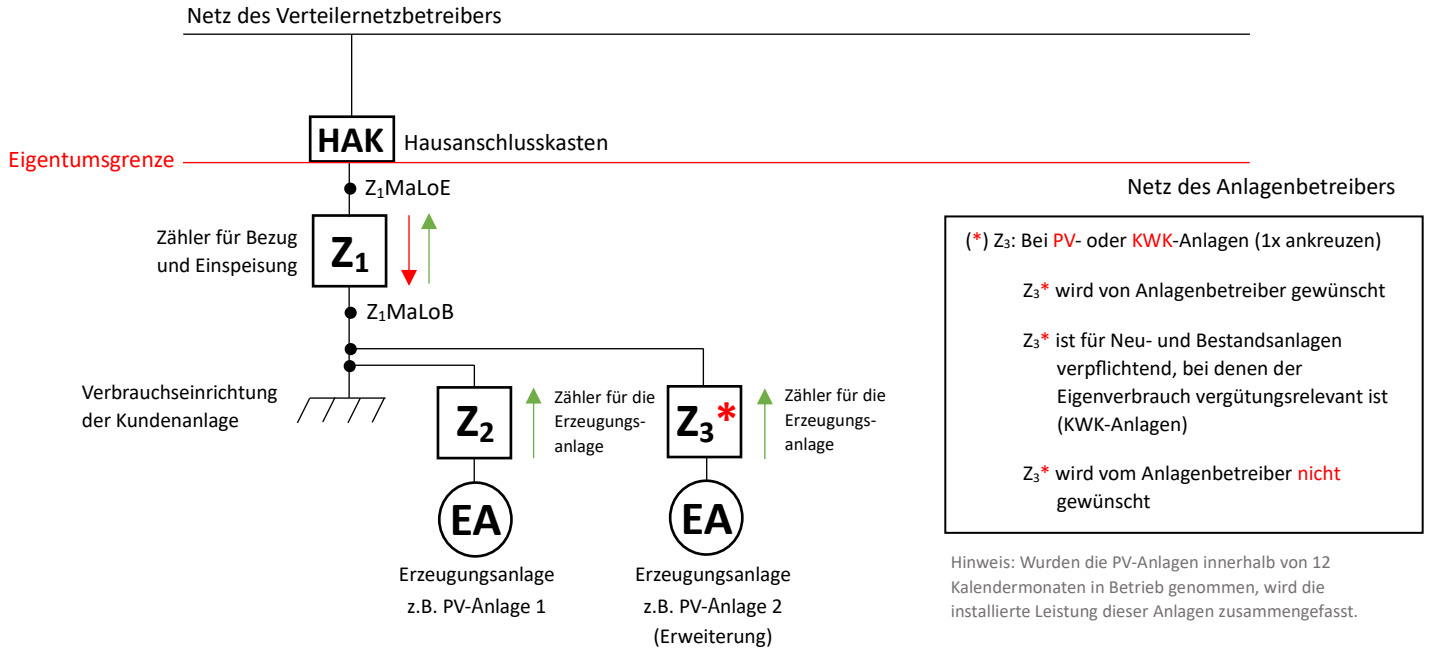 Netz des Verteilernetzbetreibers
HAK
Hausanschlusskasten
Eigentumsgrenze
Z₁MaLoE
Netz des Anlagenbetreibers
Zähler für Bezug
und Einspeisung
Z₁
Z₁MaLoB
Verbrauchseinrichtung
der Kundenanlage
Z₂
Zähler für die
Erzeugungs-
anlage
Z₃*
Zähler für die
Erzeugungs-
anlage
EA
EA
Erzeugungsanlage
z.B. PV-Anlage 1
Erzeugungsanlage
z.B. PV-Anlage 2
(Erweiterung)
(*) Z₃: Bei PV- oder KWK-Anlagen (1x ankreuzen)
Z₃* wird von Anlagenbetreiber gewünscht
Z₃* ist für Neu- und Bestandsanlagen
verpflichtend, bei denen der
Eigenverbrauch vergütungsrelevant ist
(KWK-Anlagen)
Z₃* wird vom Anlagenbetreiber nicht
gewünscht
Hinweis: Wurden die PV-Anlagen innerhalb von 12
Kalendermonaten in Betrieb genommen, wird die
installierte Leistung dieser Anlagen zusammengefasst.